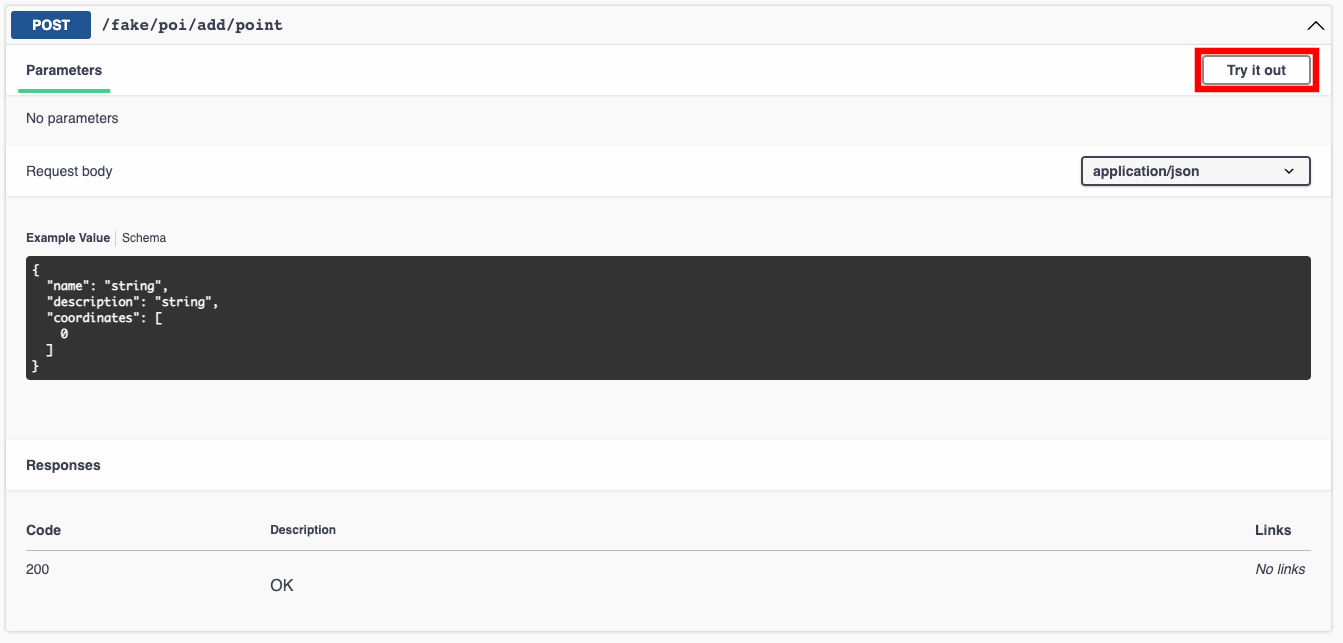 POST /fake/poi/add/point
Parameters Try it out
No parameters
Request body application/json
Example Value Schema
{
  "name": "string",
  "description": "string",
  "coordinates": [
    0
  ]
}
Responses
Code Description Links
200 No links
OK